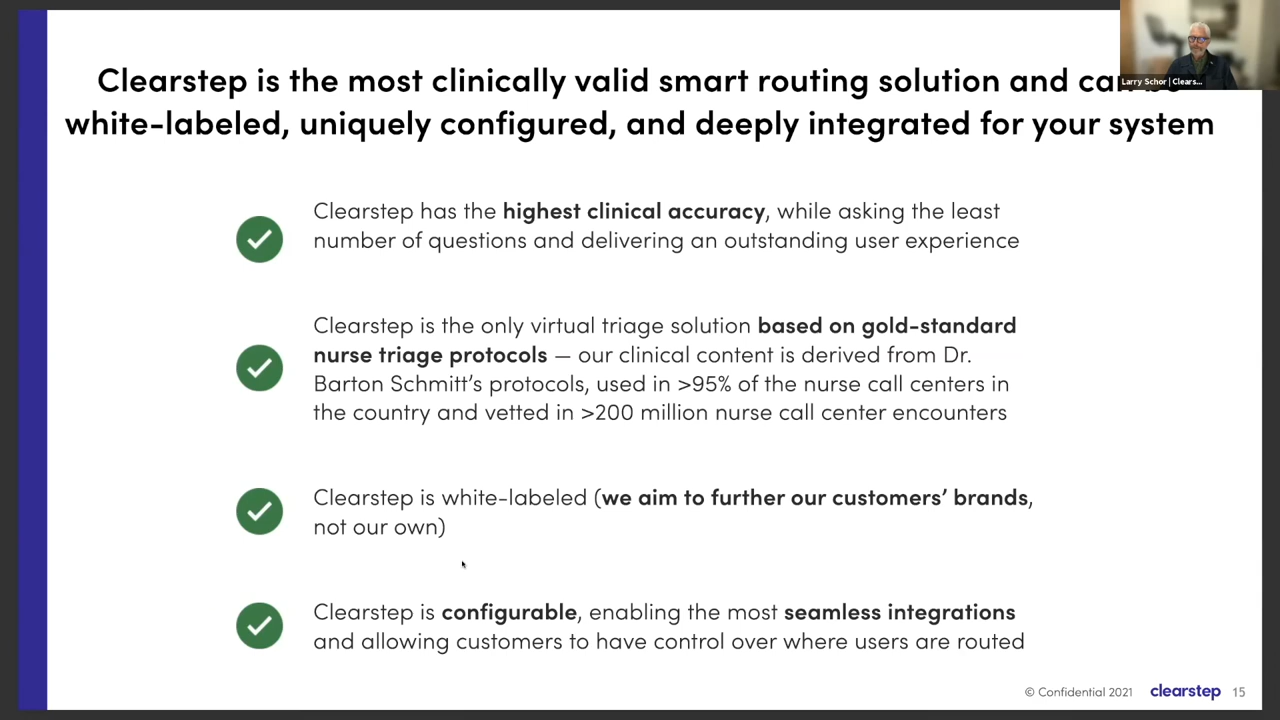 Clearstep is the most clinically valid smart routing solution and can
white-labeled, uniquely configured, and deeply integrated for your system
Larry Schor | Clears...
Clearstep has the highest clinical accuracy, while asking the least
number of questions and delivering an outstanding user experience
Clearstep is the only virtual triage solution based on gold-standard
nurse triage protocols — our clinical content is derived from Dr.
Barton Schmitt’s protocols, used in >95% of the nurse call centers in
the country and vetted in >200 million nurse call center encounters
Clearstep is white-labeled (we aim to further our customers’ brands,
not our own)
Clearstep is configurable, enabling the most seamless integrations
and allowing customers to have control over where users are routed
© Confidential 2021 clearstep 15